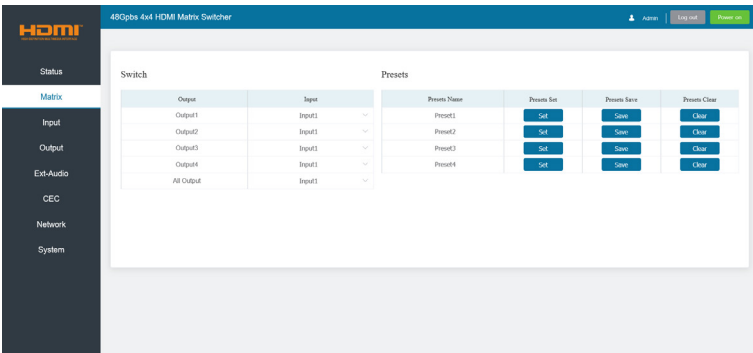 48Gpbs 4x4 HDMI Matrix Switcher
Admin
Log out
Power on
HDMI
Status
Matrix
Input
Output
Ext-Audio
CEC
Network
System
Switch
Output Input
Output1 Input1
Output2 Input1
Output3 Input1
Output4 Input1
All Output Input1
Presets
Presets Name Presets Set Presets Save Presets Clear
Preset1 Set Save Clear
Preset2 Set Save Clear
Preset3 Set Save Clear
Preset4 Set Save Clear